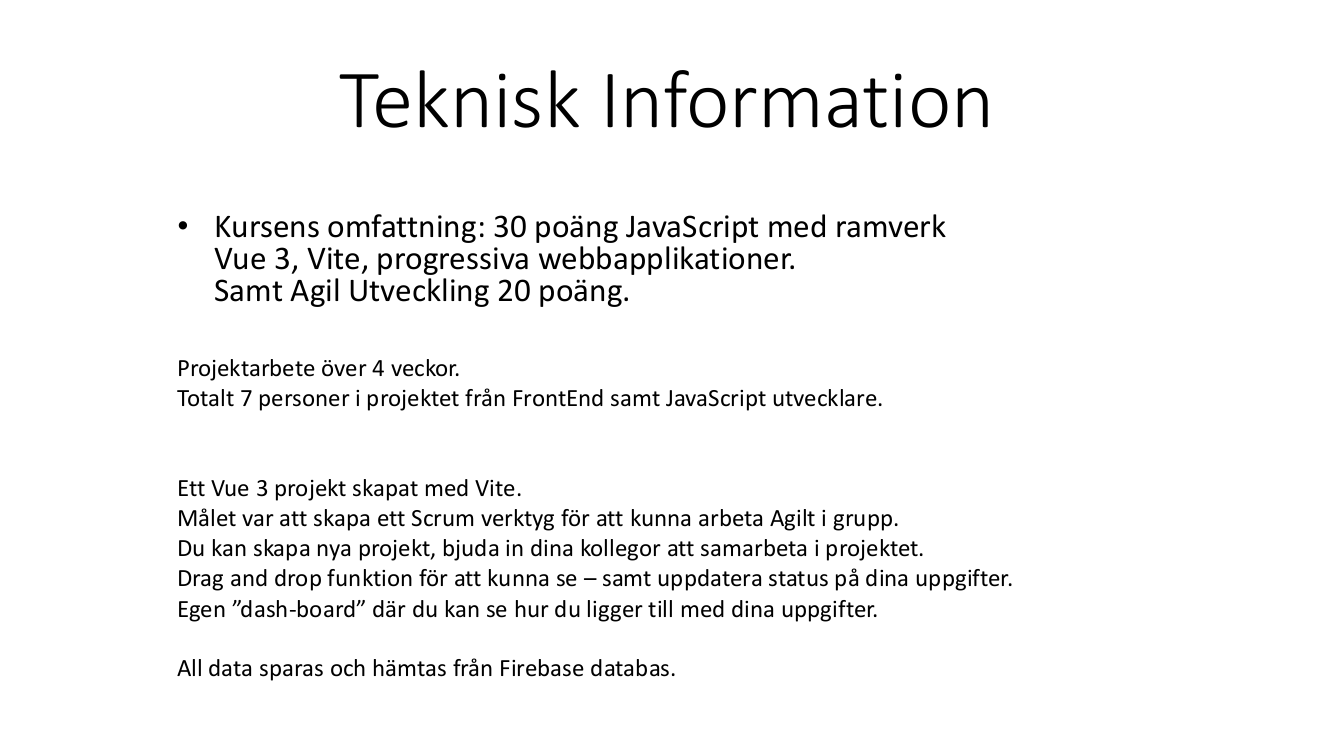 Teknisk Information
• Kursens omfattning: 30 poäng JavaScript med ramverk
Vue 3, Vite, progressiva webbapplikationer.
Samt Agil Utveckling 20 poäng.
Projektarbete över 4 veckor.
Totalt 7 personer i projektet från FrontEnd samt JavaScript utvecklare.
Ett Vue 3 projekt skapat med Vite.
Målet var att skapa ett Scrum verktyg för att kunna arbeta Agilt i grupp.
Du kan skapa nya projekt, bjuda in dina kollegor att samarbeta i projektet.
Drag and drop funktion för att kunna se – samt uppdatera status på dina uppgifter.
Egen ”dash-board” där du kan se hur du ligger till med dina uppgifter.
All data sparas och hämtas från Firebase databas.